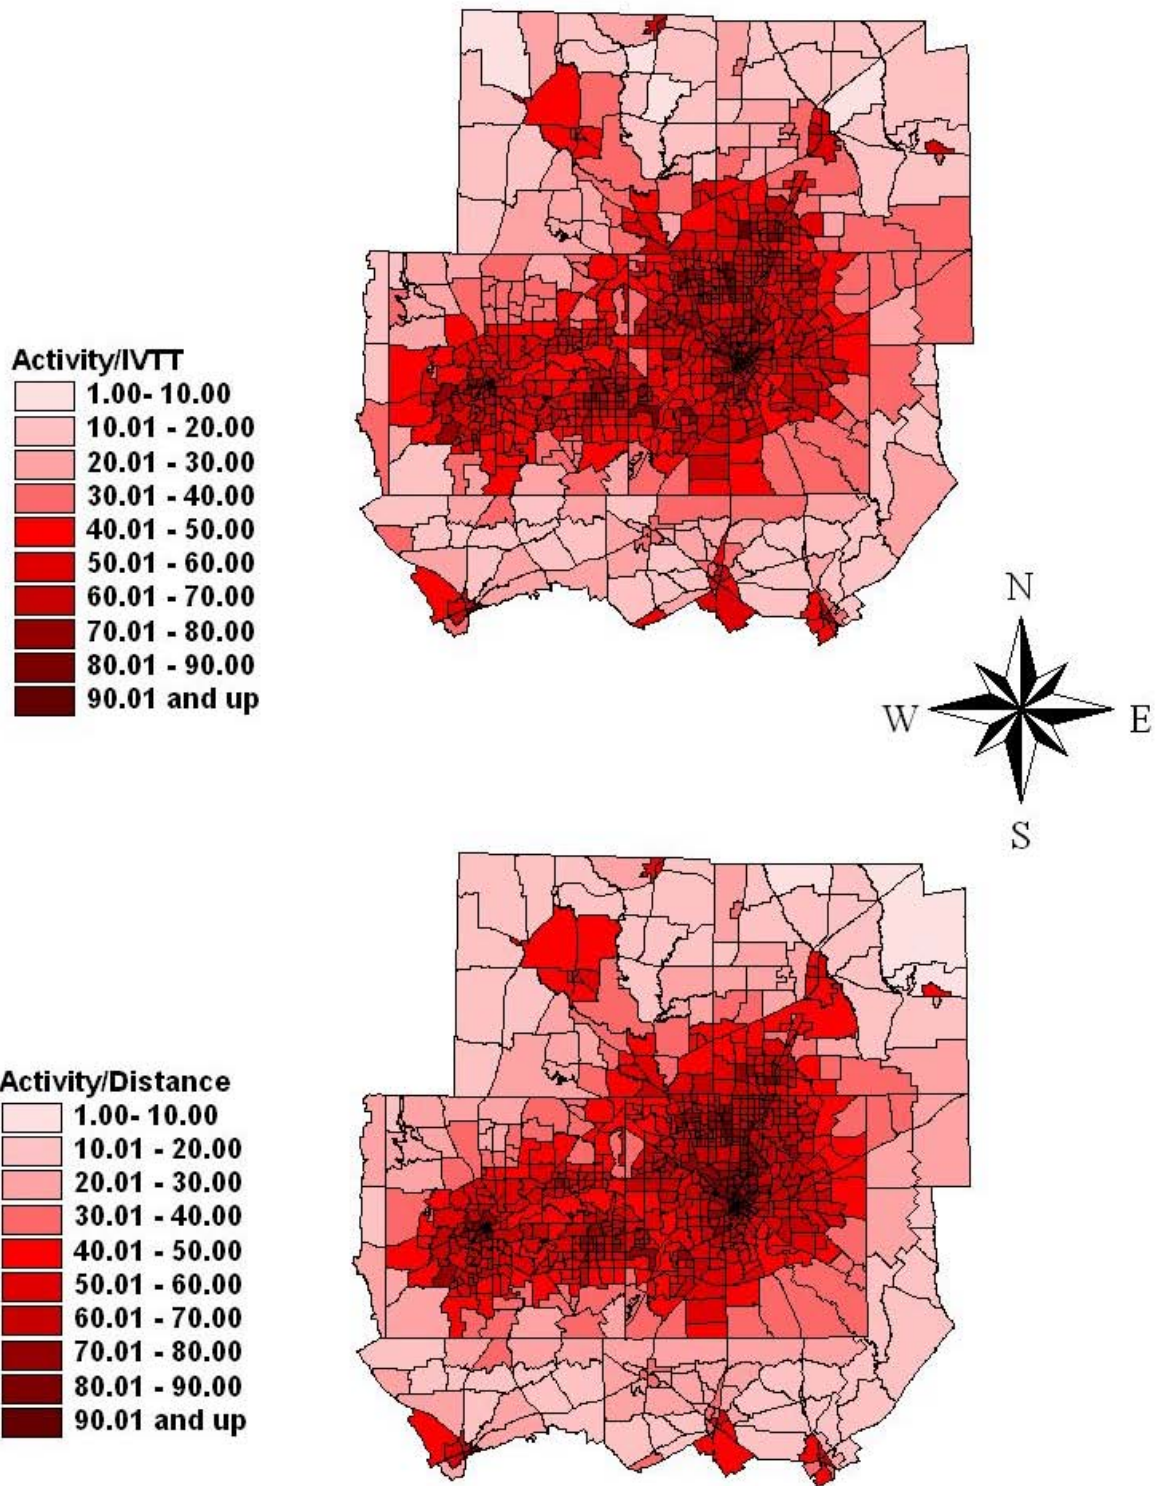 Activity/IVTT
1.00- 10.00
10.01 - 20.00
20.01 - 30.00
30.01 - 40.00
40.01 - 50.00
50.01 - 60.00
60.01 - 70.00
70.01 - 80.00
80.01 - 90.00
90.01 and up
N
W
E
S
Activity/Distance
1.00- 10.00
10.01 - 20.00
20.01 - 30.00
30.01 - 40.00
40.01 - 50.00
50.01 - 60.00
60.01 - 70.00
70.01 - 80.00
80.01 - 90.00
90.01 and up